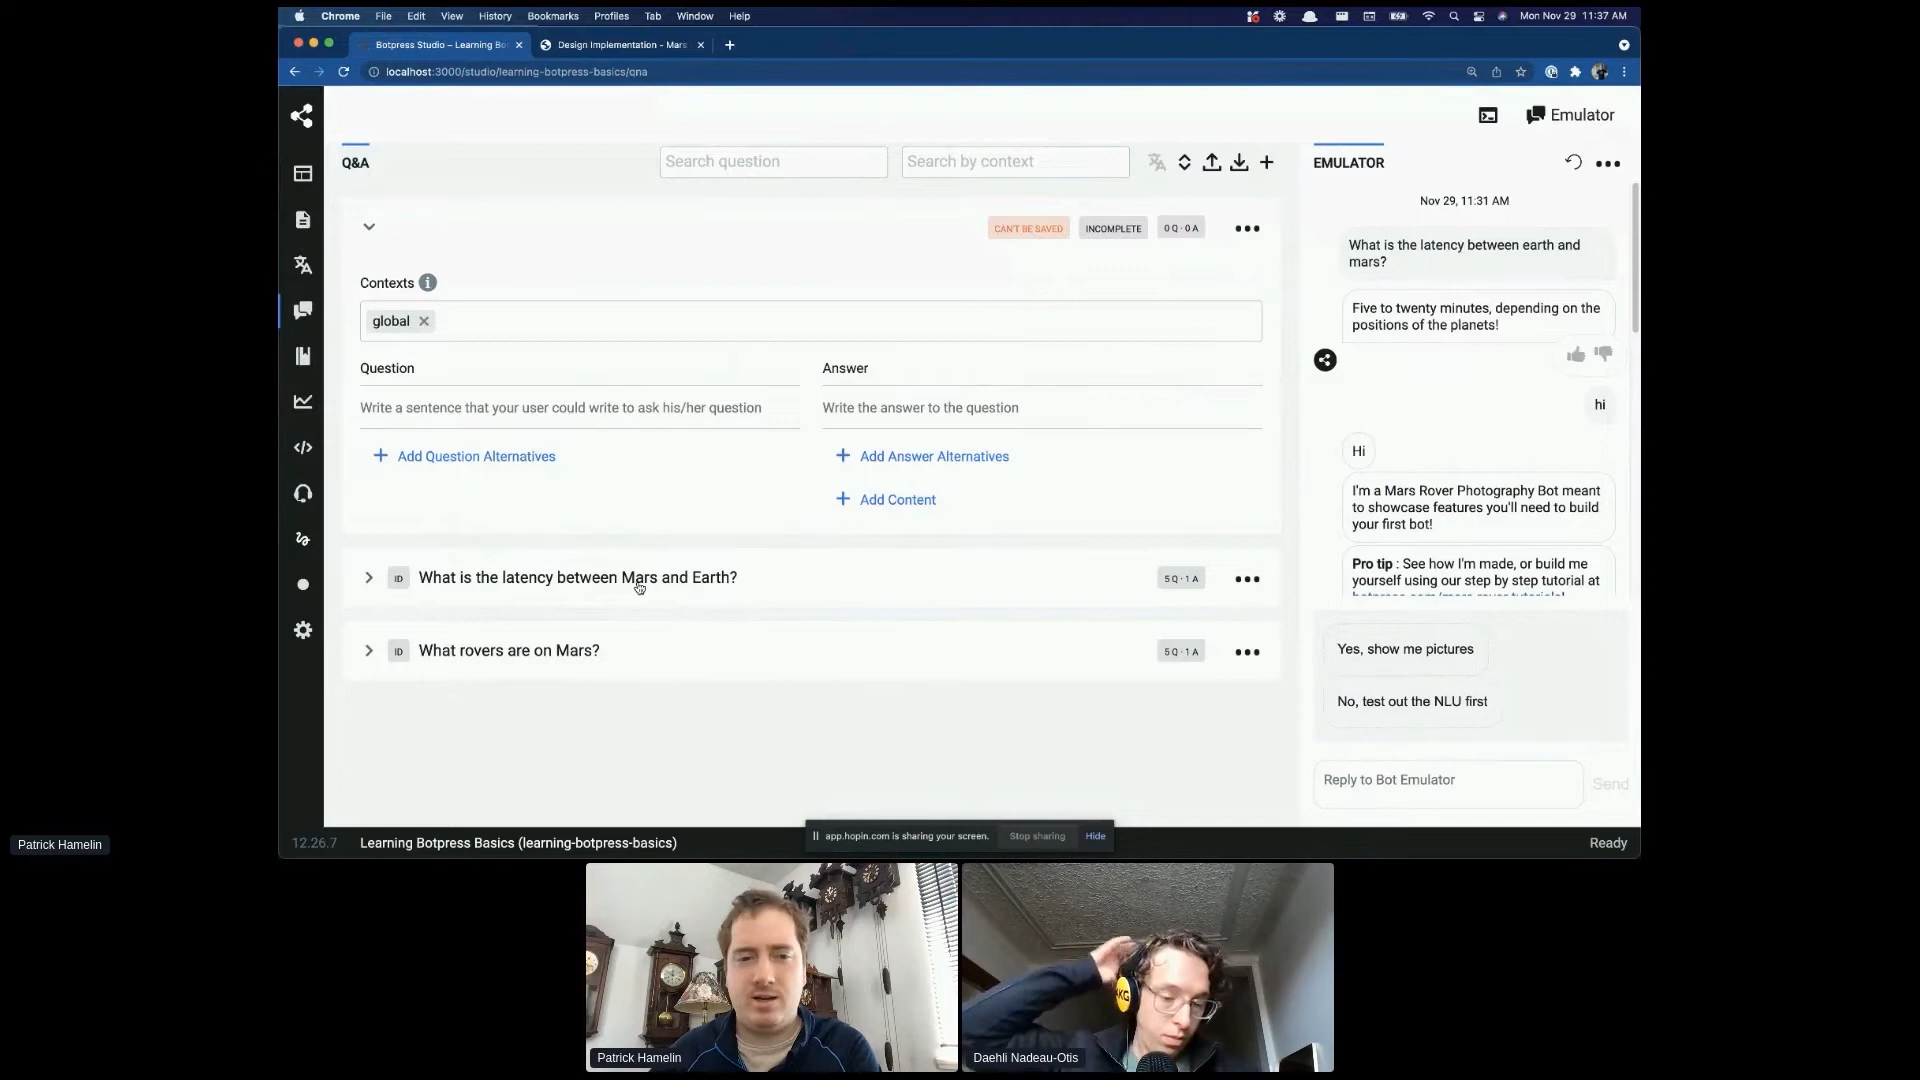 Chrome File Edit View History Bookmarks Profiles Tab Window Help
Mon Nov 29 11:37 AM
Botpress Studio – Learning Bo
Design Implementation - Mars
localhost:3000/studio/learning-botpress-basics/qna
Emulator
Q&A
Search question
Search by context
EMULATOR
CAN'T BE SAVED
INCOMPLETE
0 Q · 0 A
Contexts
global
Question
Answer
Write a sentence that your user could write to ask his/her question
Write the answer to the question
Add Question Alternatives
Add Answer Alternatives
Add Content
ID
What is the latency between Mars and Earth?
5 Q · 1 A
ID
What rovers are on Mars?
5 Q · 1 A
Nov 29, 11:31 AM
What is the latency between earth and
mars?
Five to twenty minutes, depending on the
positions of the planets!
hi
Hi
I'm a Mars Rover Photography Bot meant
to showcase features you'll need to build
your first bot!
Pro tip : See how I'm made, or build me
yourself using our step by step tutorial at
botpress.com/mars-rover-tutorials!
Yes, show me pictures
No, test out the NLU first
Reply to Bot Emulator
Send
12.26.7
Learning Botpress Basics (learning-botpress-basics)
app.hopin.com is sharing your screen.
Stop sharing
Hide
Ready
Patrick Hamelin
AKG
Patrick Hamelin
Daehli Nadeau-Otis